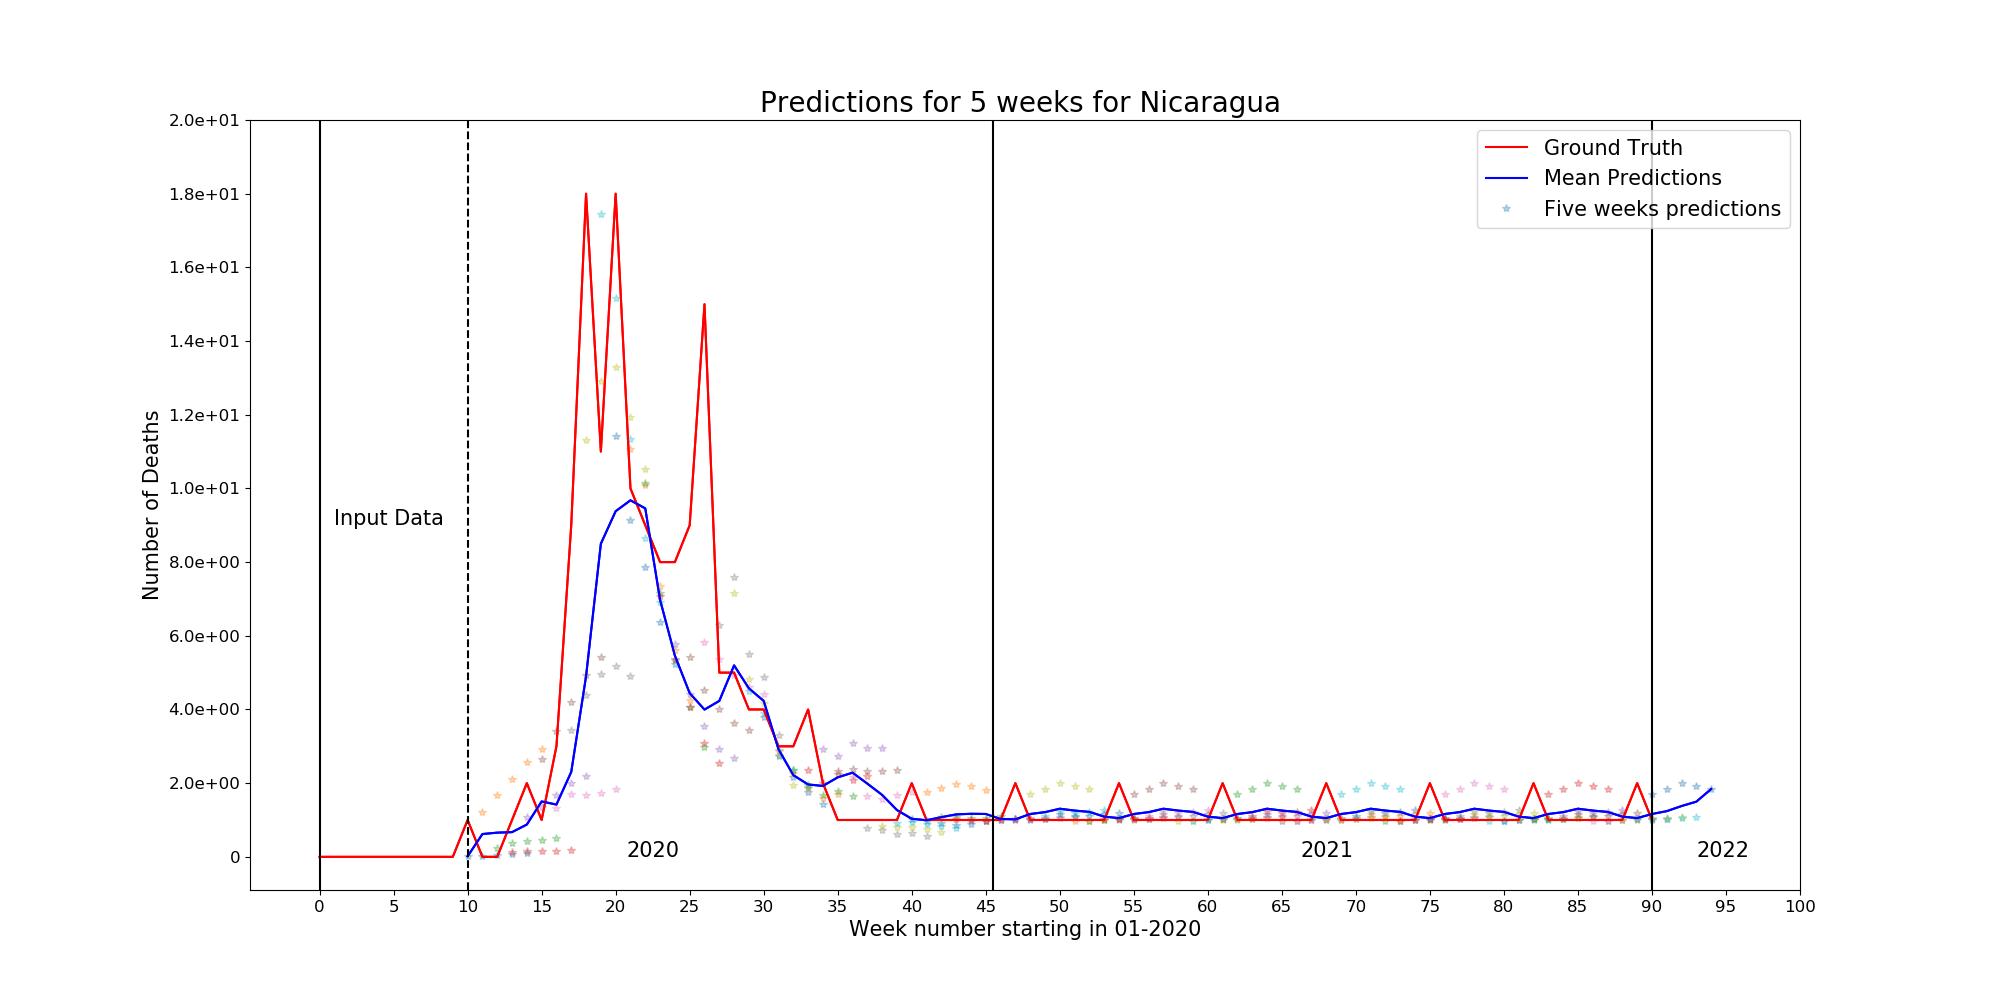 Predictions for 5 weeks for Nicaragua
2.0e+01
1.8e+01
1.6e+01
1.4e+01
1.2e+01
1.0e+01
8.0e+00
6.0e+00
4.0e+00
2.0e+00
0
Number of Deaths
Ground Truth
Mean Predictions
Five weeks predictions
Input Data
2020
2021
2022
0 5 10 15 20 25 30 35 40 45 50 55 60 65 70 75 80 85 90 95 100
Week number starting in 01-2020